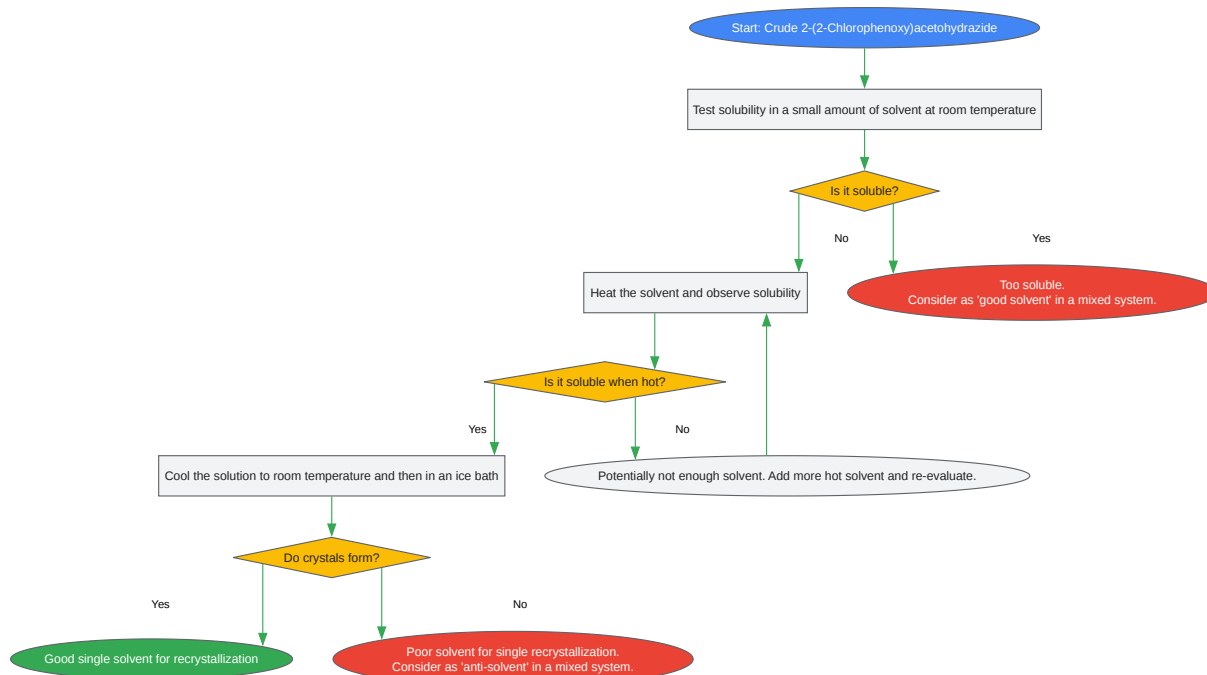 Start: Crude 2-(2-Chlorophenoxy)acetohydrazide
Test solubility in a small amount of solvent at room temperature
Is it soluble?
No
Yes
Heat the solvent and observe solubility
Too soluble.
Consider as 'good solvent' in a mixed system.
Is it soluble when hot?
Yes
No
Cool the solution to room temperature and then in an ice bath
Potentially not enough solvent. Add more hot solvent and re-evaluate.
Do crystals form?
Yes
No
Good single solvent for recrystallization
Poor solvent for single recrystallization.
Consider as 'anti-solvent' in a mixed system.